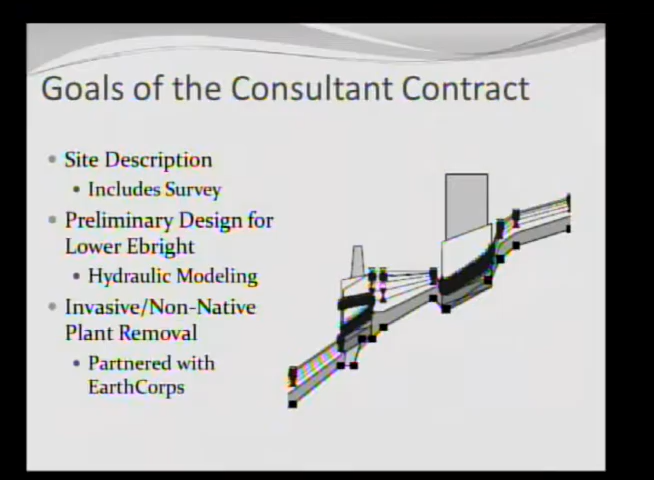 Goals of the Consultant Contract
Site Description
Includes Survey
Preliminary Design for
Lower Ebright
Hydraulic Modeling
Invasive/Non-Native
Plant Removal
Partnered with
EarthCorps